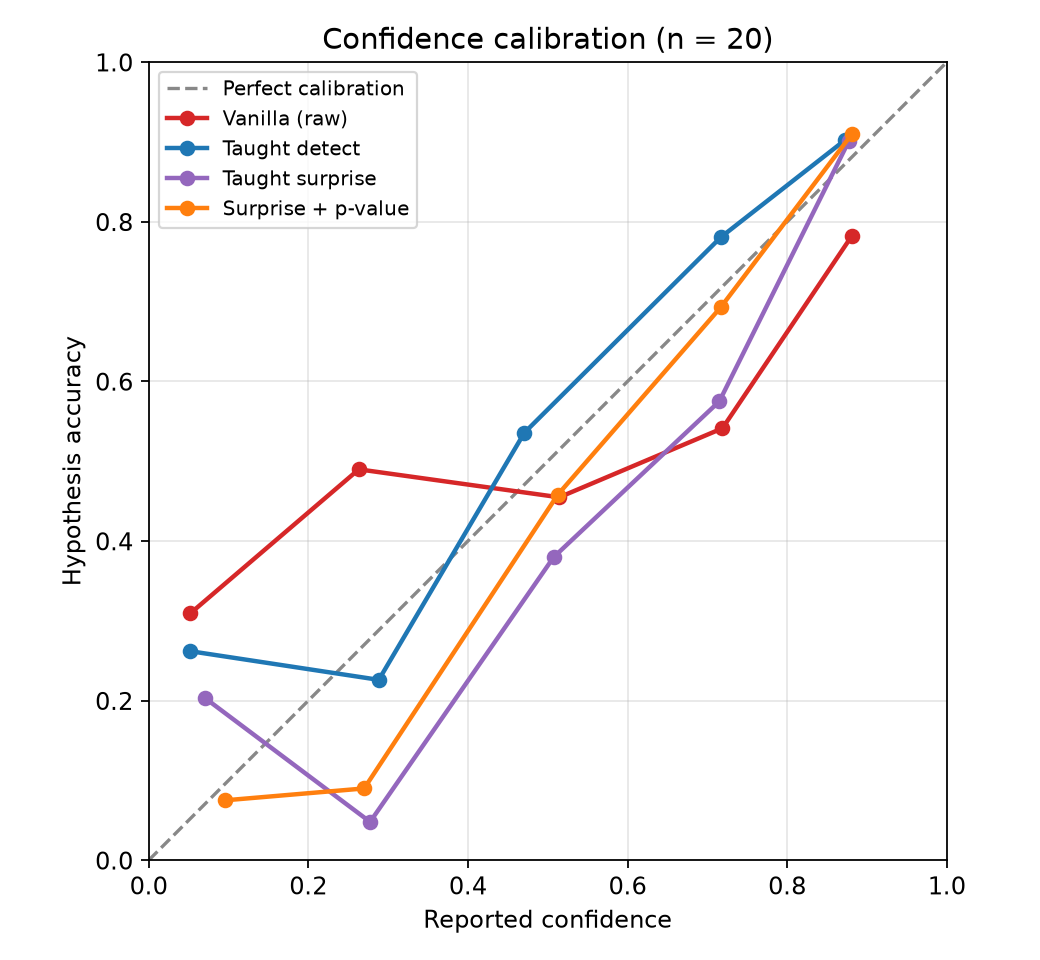 Confidence calibration (n = 20)
Perfect calibration
Vanilla (raw)
Taught detect
Taught surprise
Surprise + p-value
Hypothesis accuracy
1.0
0.8
0.6
0.4
0.2
0.0
0.0 0.2 0.4 0.6 0.8 1.0
Reported confidence